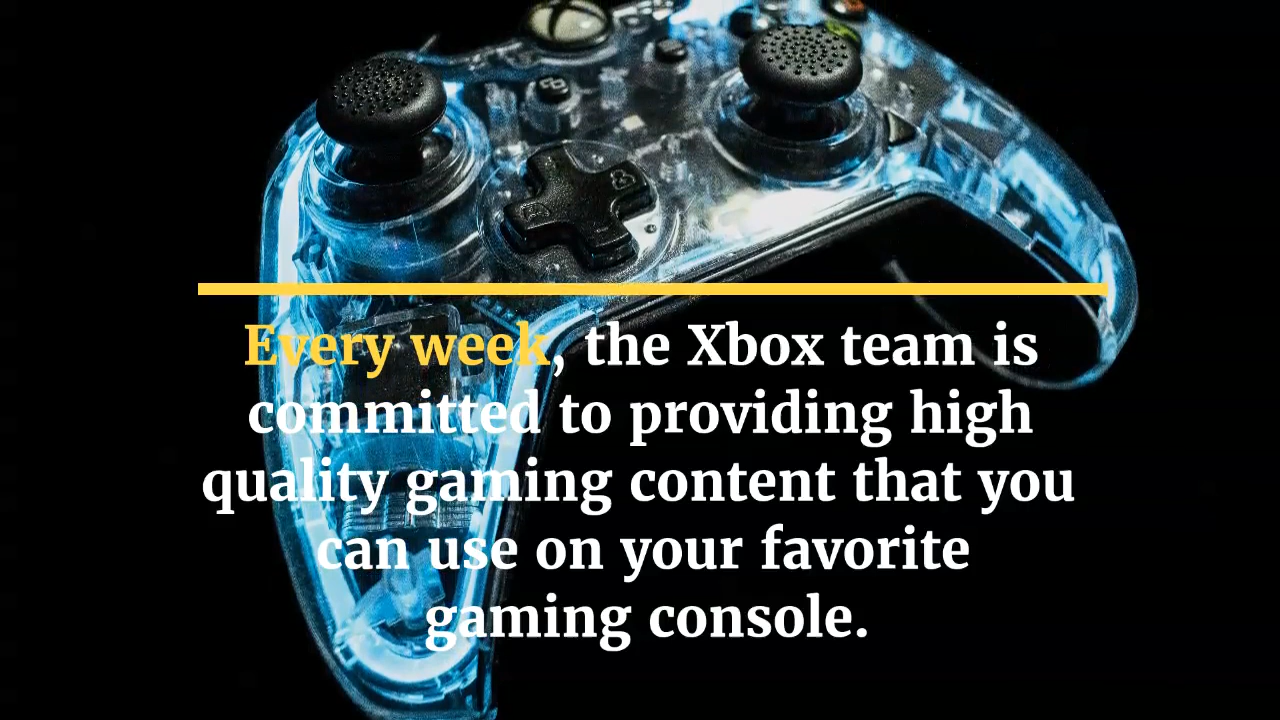 Every week, the Xbox team is
committed to providing high
quality gaming content that you
can use on your favorite
gaming console.